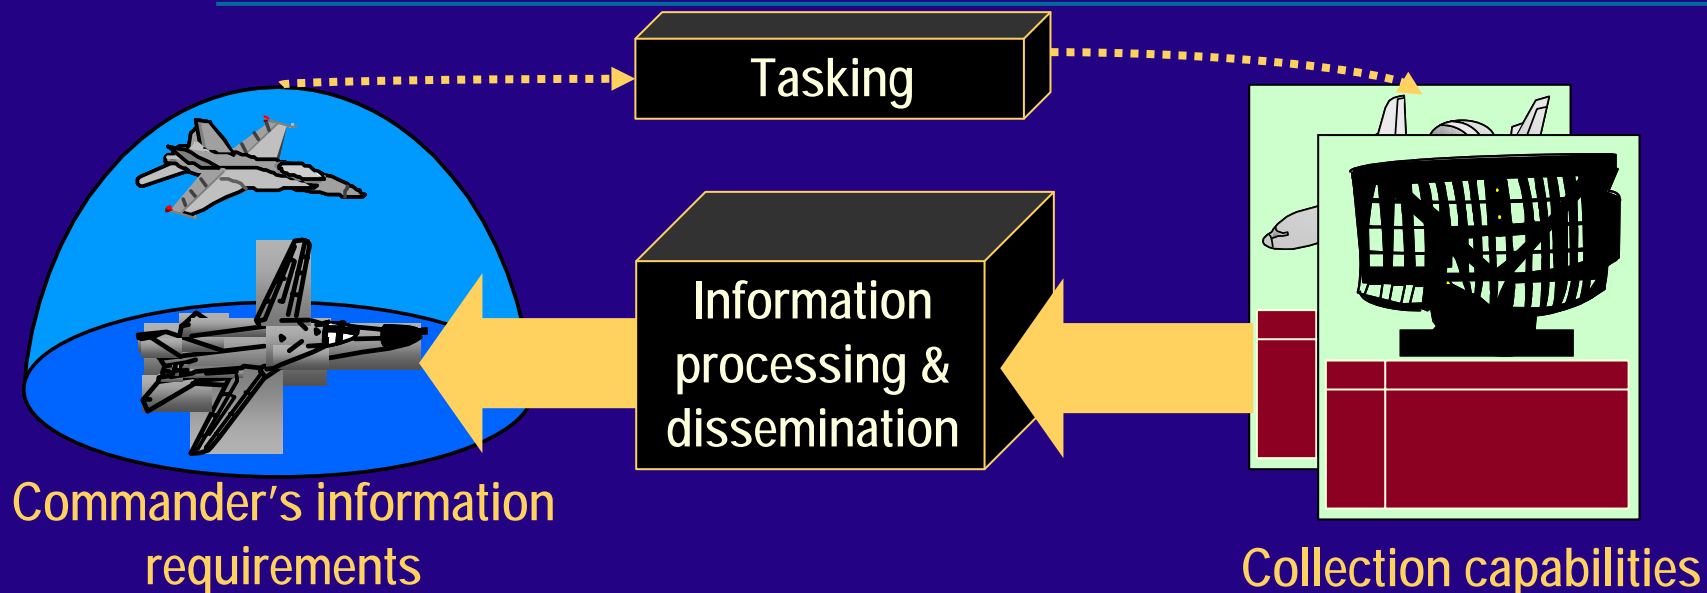 Tasking
Information
processing &
dissemination
Commander’s information
requirements
Collection capabilities